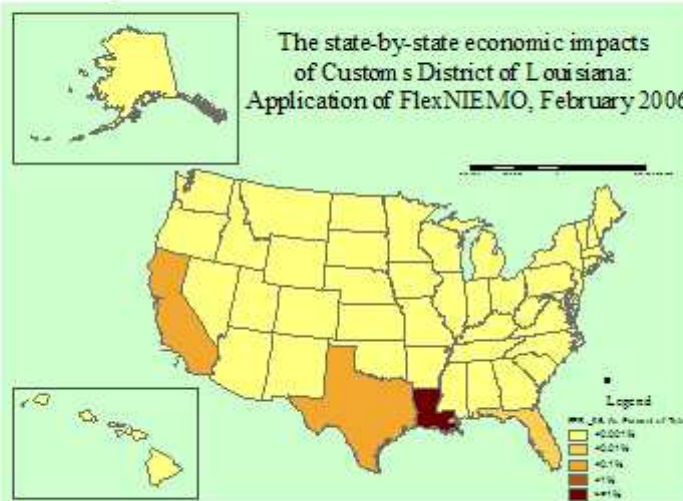 The state-by-state economic impacts
of Customs District of Louisiana:
Application of FlexNIEMO, February 2006
Legend
<0.001%
<0.01%
<0.1%
<1%